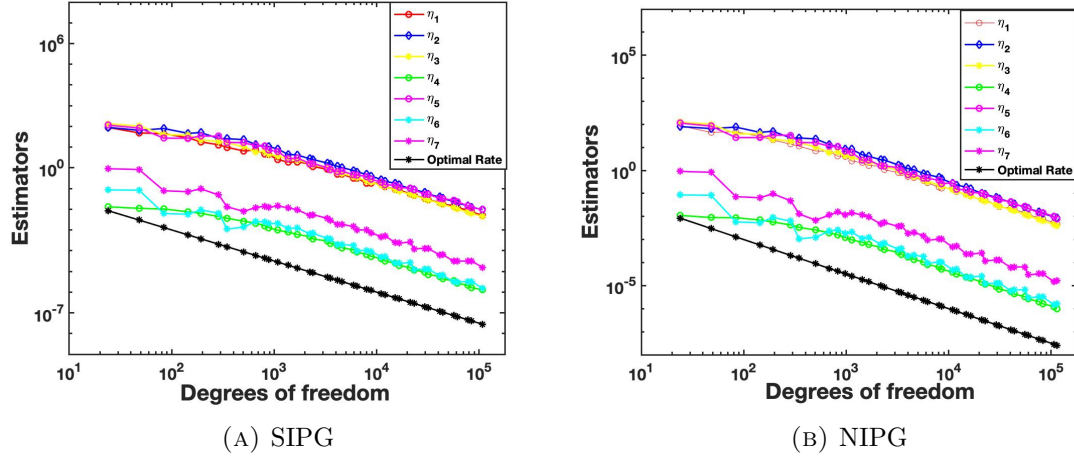 η1
η2
η3
η4
η5
η6
η7
Optimal Rate
10^6
10^0
10^-7
Estimators
10^1
10^2
10^3
10^4
10^5
Degrees of freedom
(A) SIPG
η1
η2
η3
η4
η5
η6
η7
Optimal Rate
10^5
10^0
10^-5
Estimators
10^1
10^2
10^3
10^4
10^5
Degrees of freedom
(B) NIPG